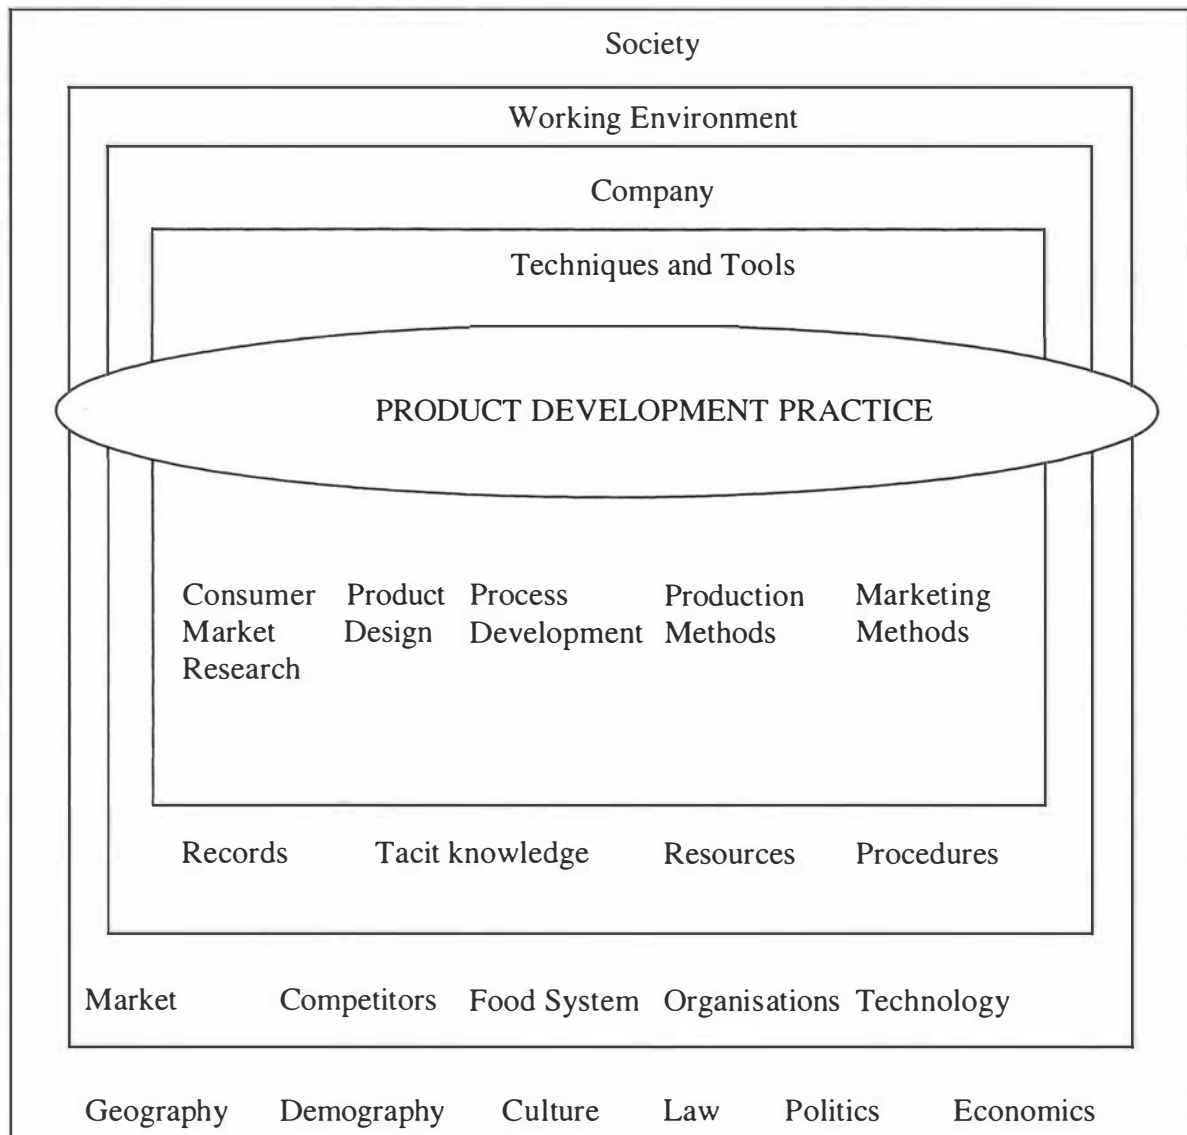 Society
Working Environment
Company
Techniques and Tools
PRODUCT DEVELOPMENT PRACTICE
Consumer Product Process Production Marketing
Market Design Development Methods Methods
Research
Records Tacit knowledge Resources Procedures
Market Competitors Food System Organisations Technology
Geography Demography Culture Law Politics Economics